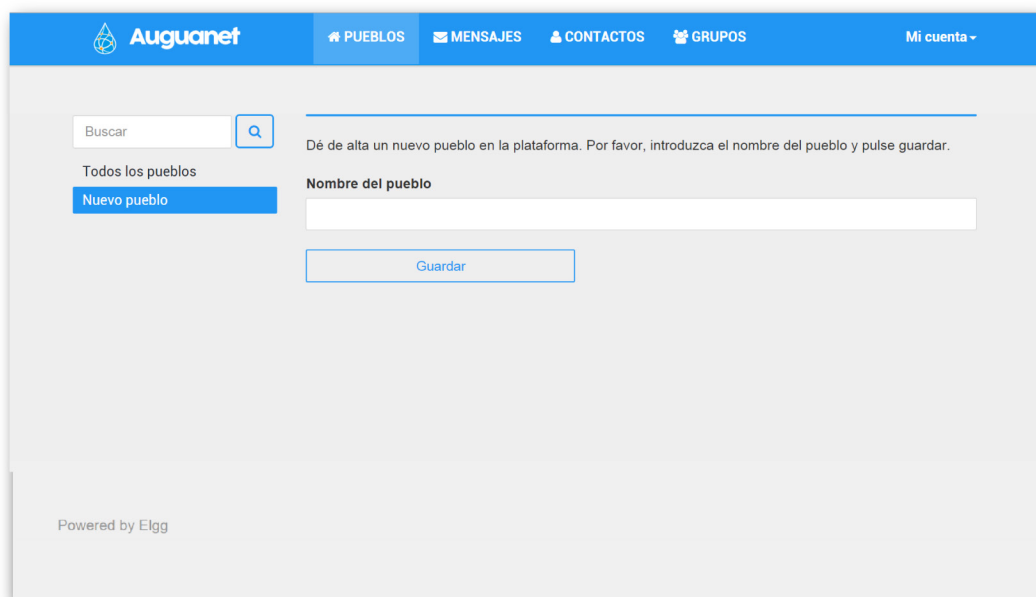 Auguanet
PUEBLOS
MENSAJES
CONTACTOS
GRUPOS
Mi cuenta
Buscar
Todos los pueblos
Nuevo pueblo
Dé de alta un nuevo pueblo en la plataforma. Por favor, introduzca el nombre del pueblo y pulse guardar.
Nombre del pueblo
Guardar
Powered by Elgg